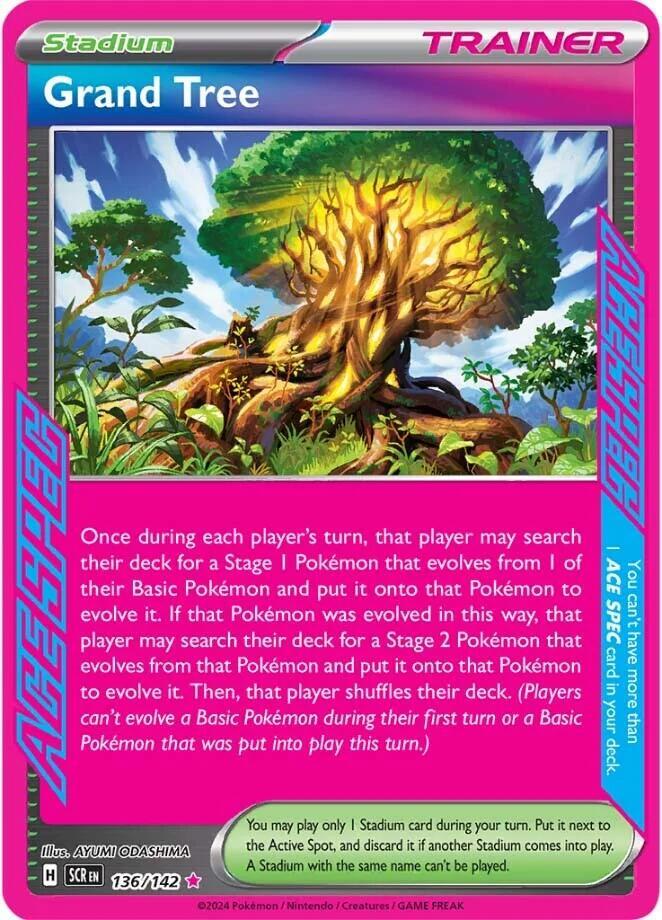 Stadium
TRAINER
Grand Tree
ACE SPEC
ACE SPEC
Once during each player's turn, that player may search
their deck for a Stage 1 Pokémon that evolves from 1 of
their Basic Pokémon and put it onto that Pokémon to
evolve it. If that Pokémon was evolved in this way, that
player may search their deck for a Stage 2 Pokémon that
evolves from that Pokémon and put it onto that Pokémon
to evolve it. Then, that player shuffles their deck. (Players
can't evolve a Basic Pokémon during their first turn or a Basic
Pokémon that was put into play this turn.)
You can't have more than
1 ACE SPEC card in your deck.
You may play only 1 Stadium card during your turn. Put it next to
the Active Spot, and discard it if another Stadium comes into play.
A Stadium with the same name can't be played.
Illus. AYUMI ODASHIMA
H SCR EN 136/142
©2024 Pokémon / Nintendo / Creatures / GAME FREAK